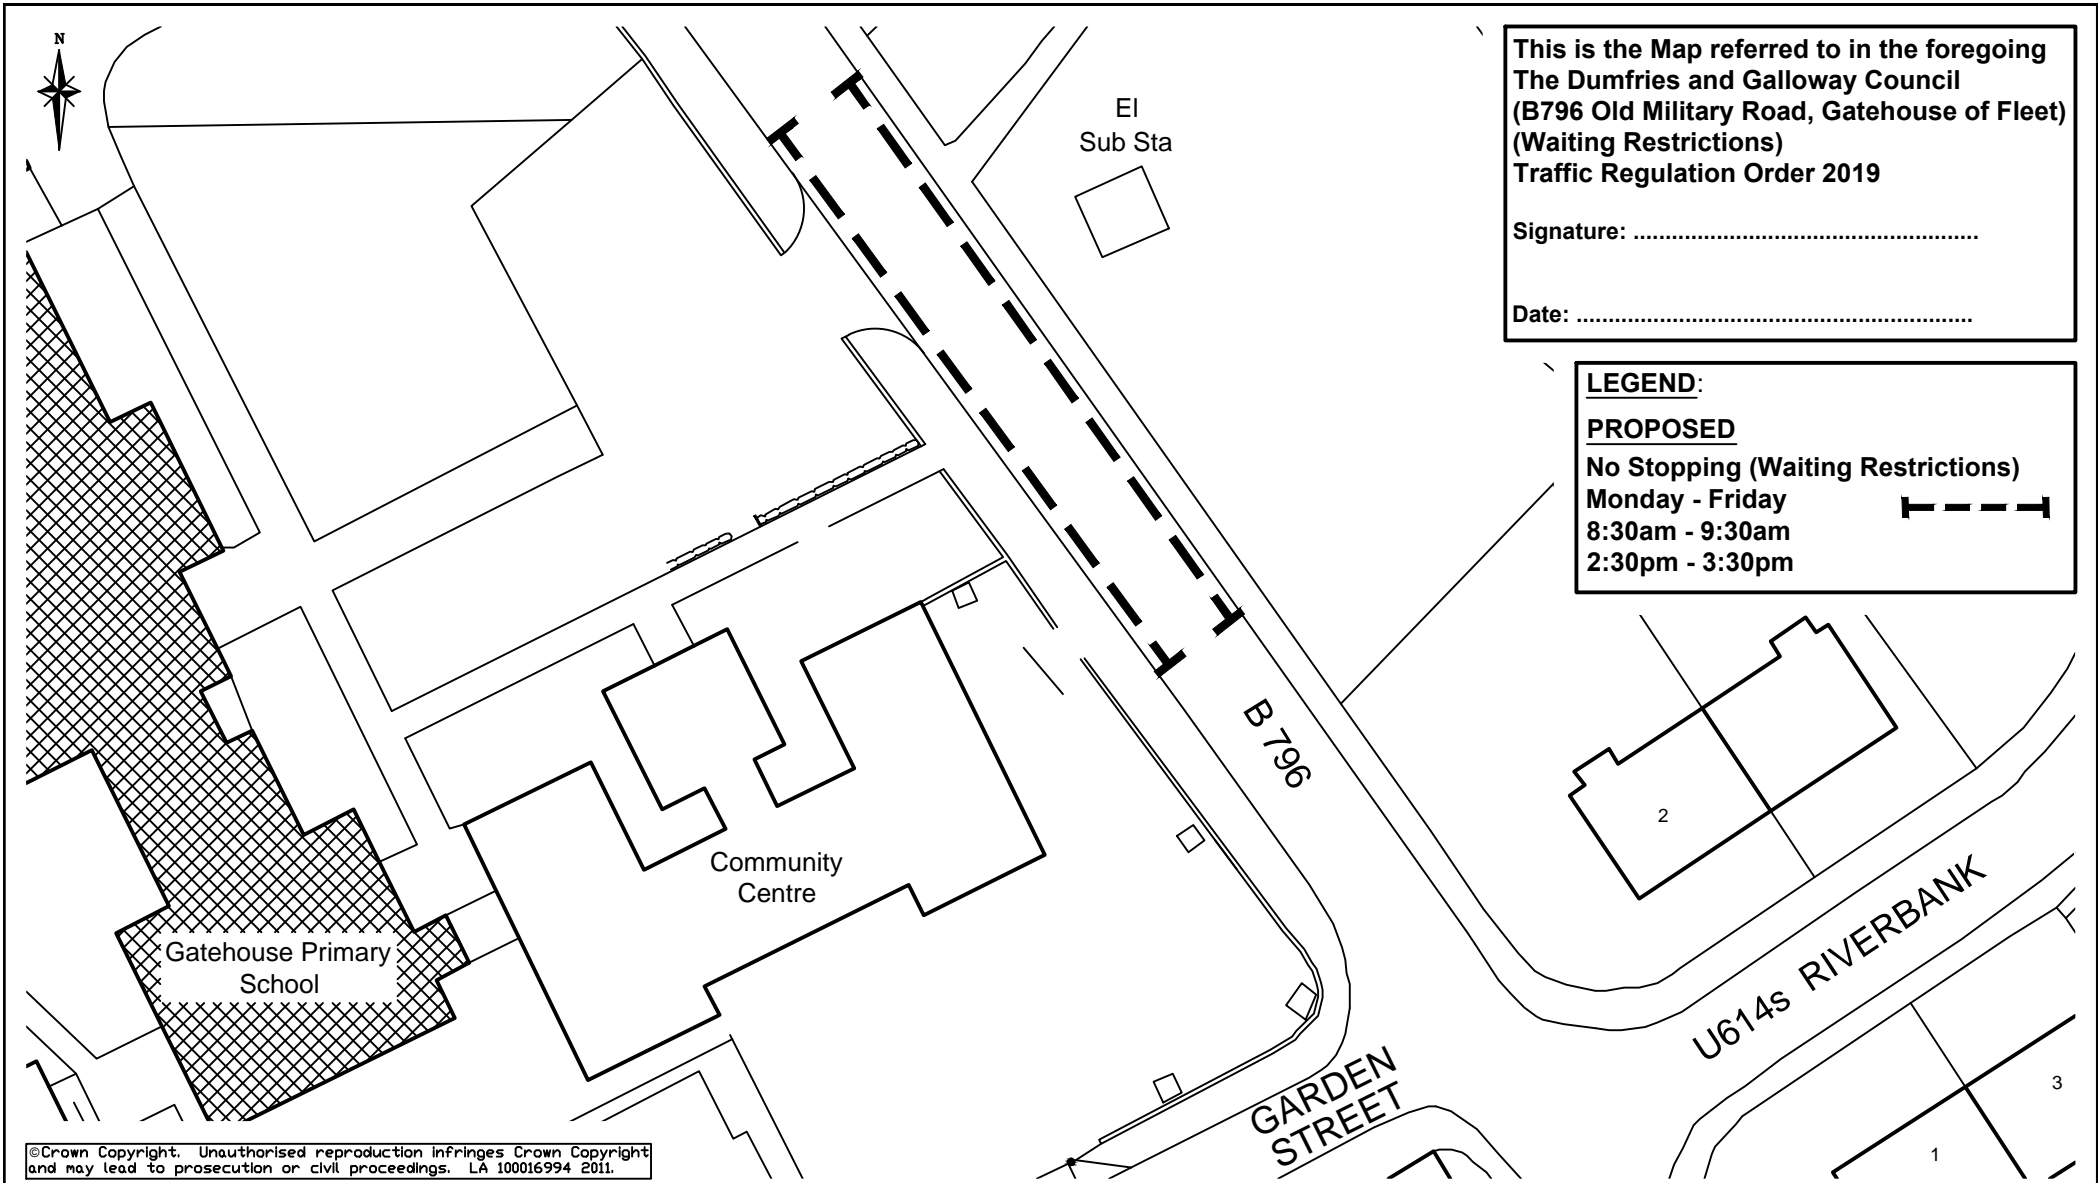 N
This is the Map referred to in the foregoing
The Dumfries and Galloway Council
(B796 Old Military Road, Gatehouse of Fleet)
(Waiting Restrictions)
Traffic Regulation Order 2019
Signature: ......................................................
Date: ..............................................................
LEGEND:
PROPOSED
No Stopping (Waiting Restrictions)
Monday - Friday
8:30am - 9:30am
2:30pm - 3:30pm
El
Sub Sta
B 796
2
Community
Centre
Gatehouse Primary
School
U614s RIVERBANK
GARDEN
STREET
3
1
©Crown Copyright. Unauthorised reproduction infringes Crown Copyright
and may lead to prosecution or civil proceedings. LA 100016994 2011.